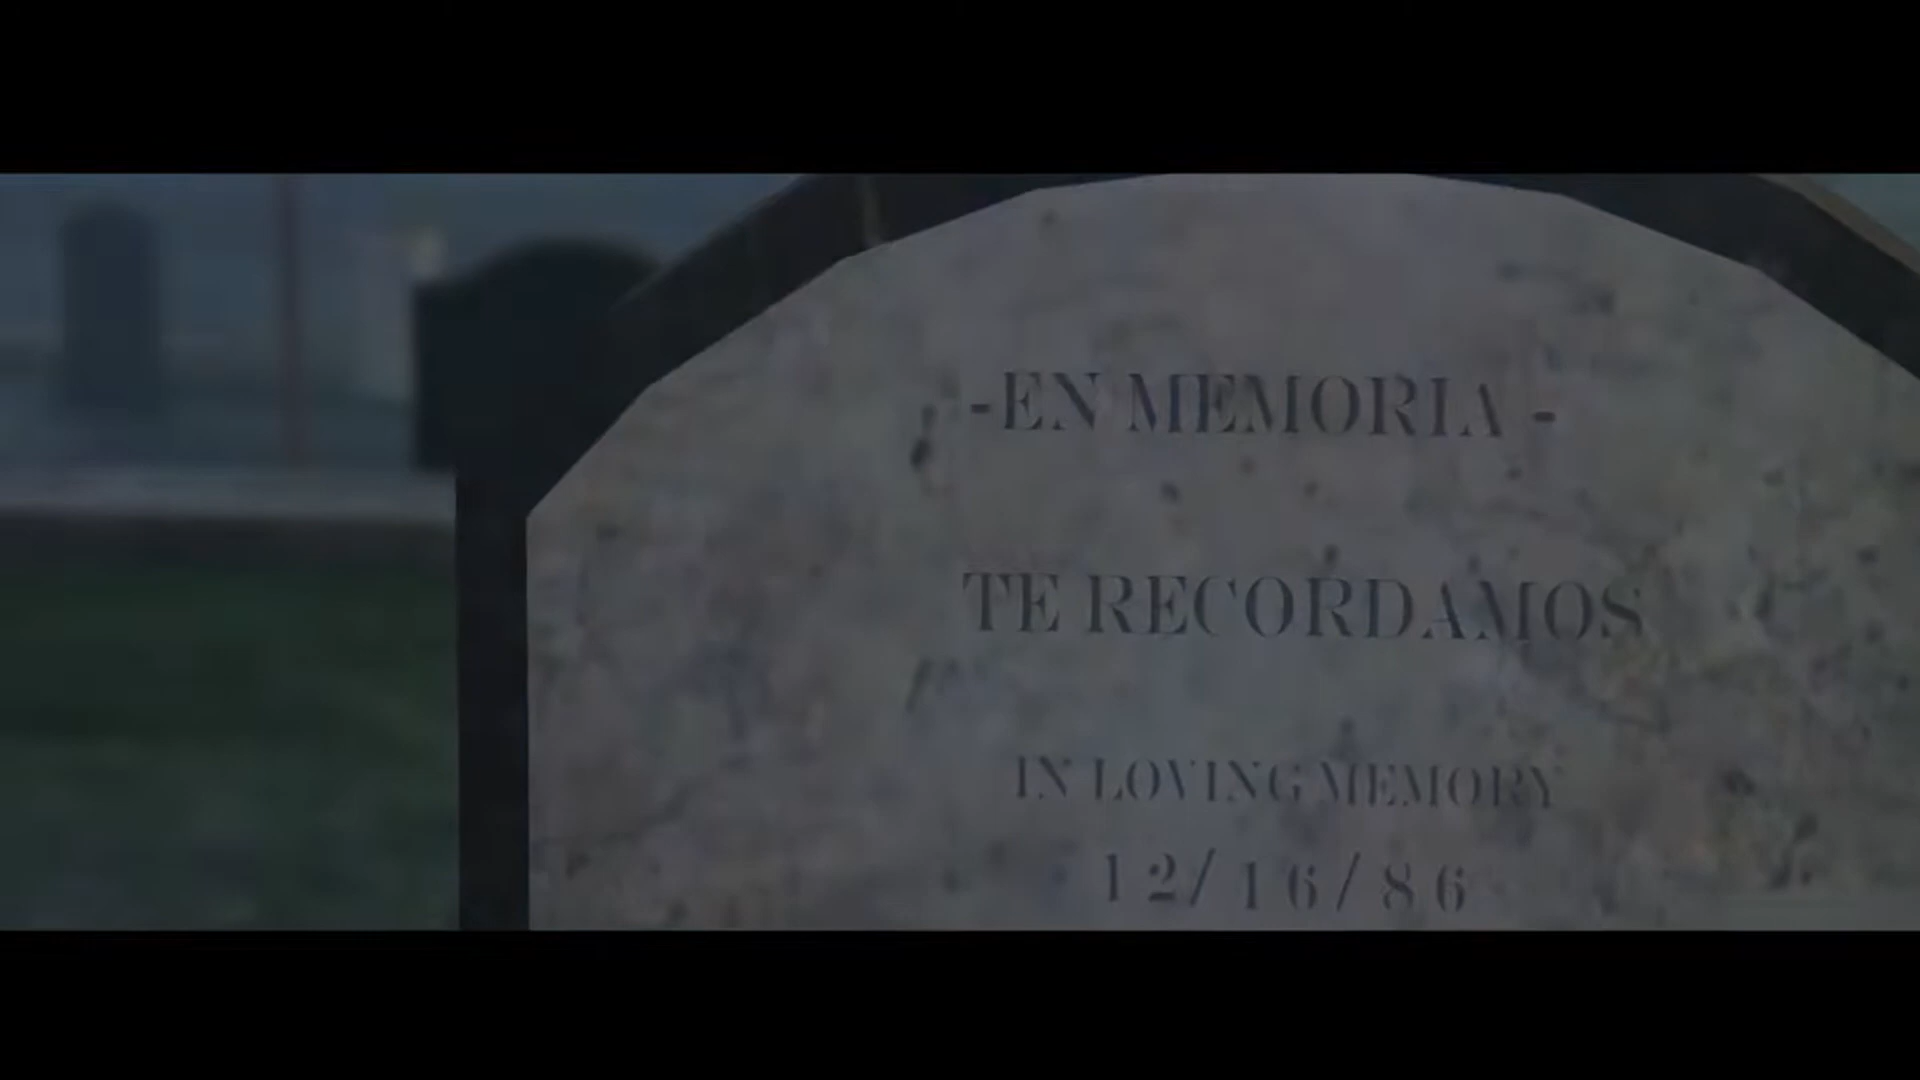 -EN MEMORIA -
TE RECORDAMOS
IN LOVING MEMORY
12/16/86